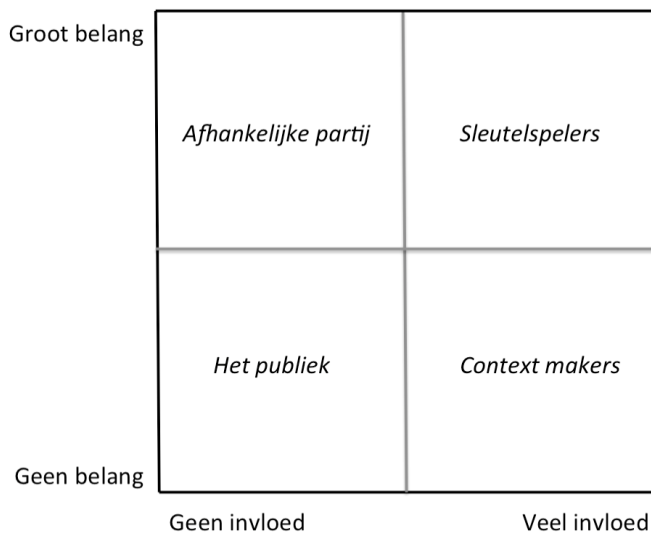 Groot belang
Afhankelijke partij
Sleutelspelers
Het publiek
Context makers
Geen belang
Geen invloed
Veel invloed